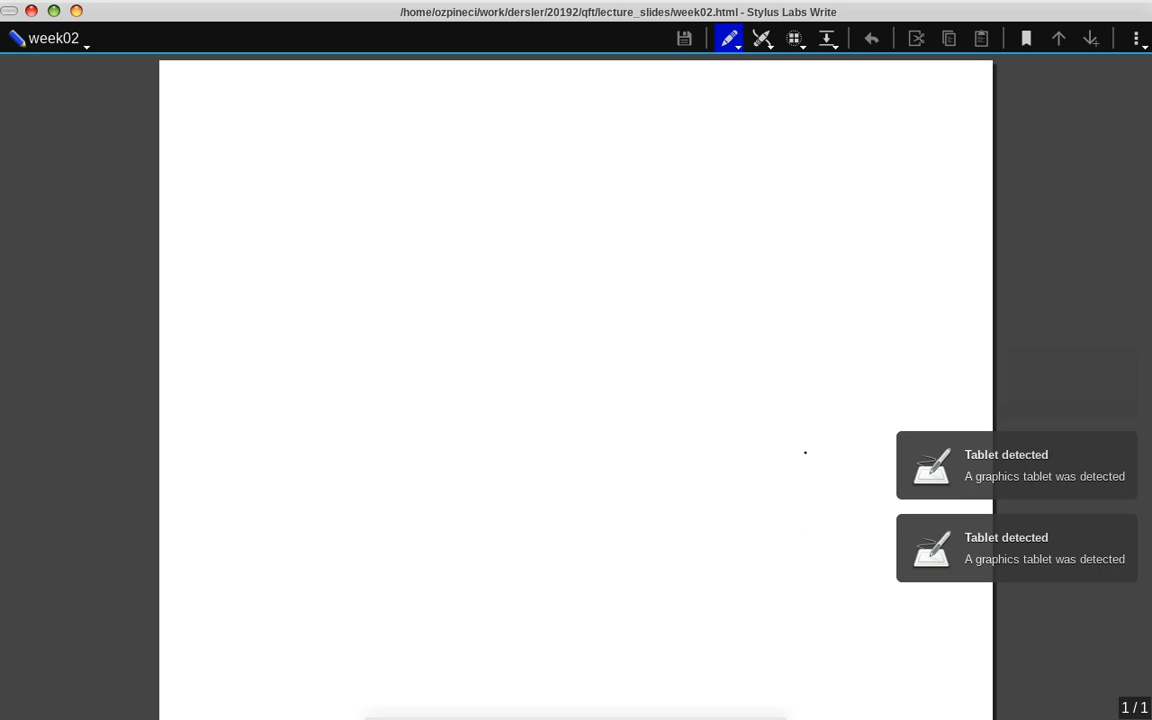 /home/ozpineci/work/dersler/20192/qft/lecture_slides/week02.html - Stylus Labs Write
week02
Tablet detected
A graphics tablet was detected
Tablet detected
A graphics tablet was detected
1 / 1